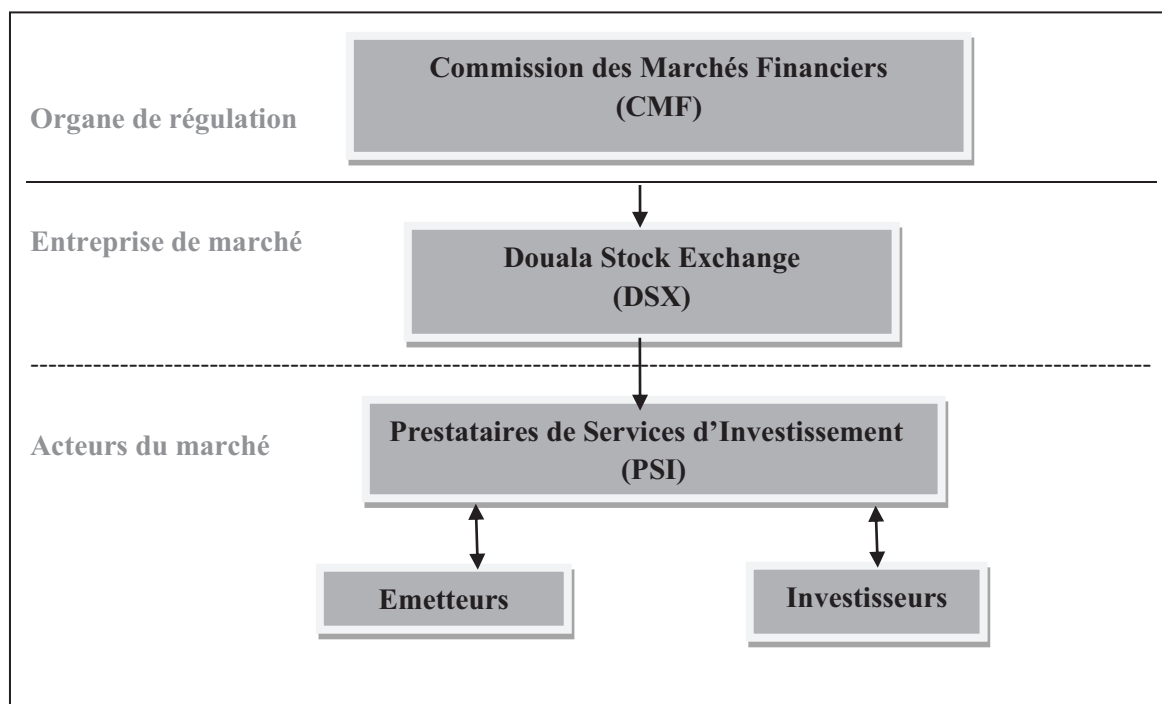 Commission des Marchés Financiers
(CMF)
Organe de régulation
Entreprise de marché
Douala Stock Exchange
(DSX)
Acteurs du marché
Prestataires de Services d’Investissement
(PSI)
Emetteurs
Investisseurs